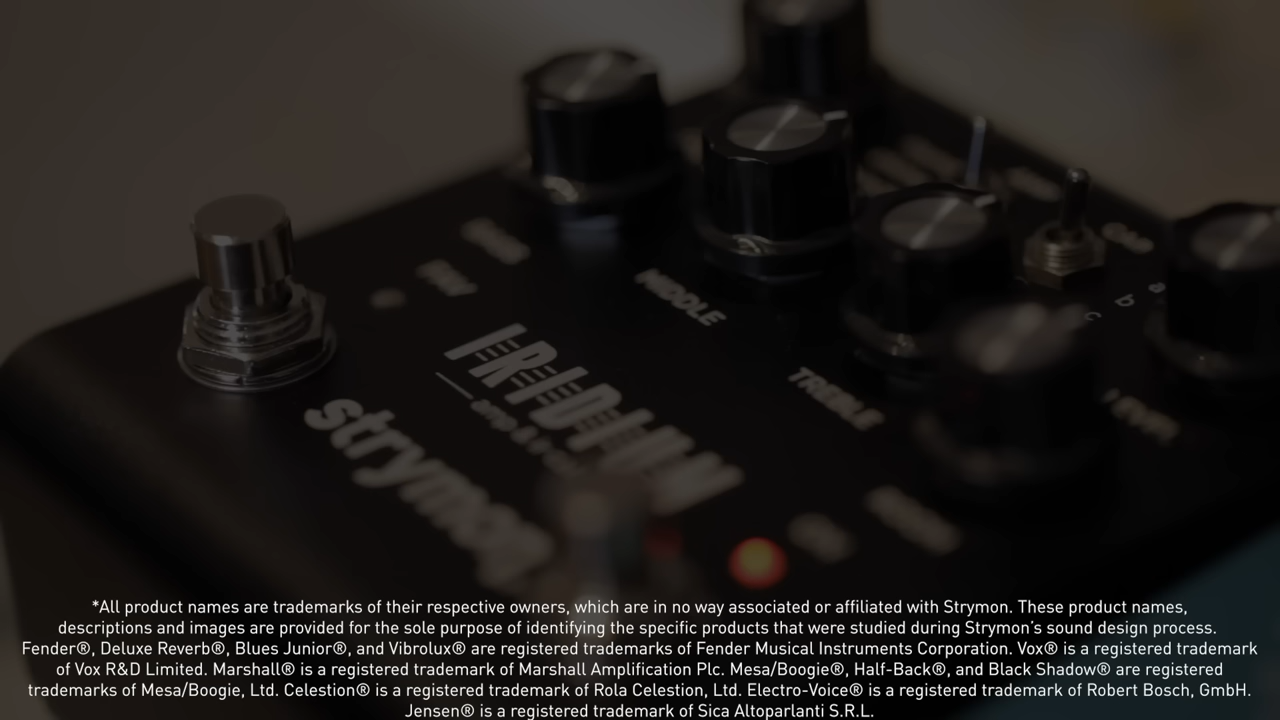 MIDDLE
IRIDIUM
strymon
TREBLE
a
b
c
*All product names are trademarks of their respective owners, which are in no way associated or affiliated with Strymon. These product names,
descriptions and images are provided for the sole purpose of identifying the specific products that were studied during Strymon's sound design process.
Fender®, Deluxe Reverb®, Blues Junior®, and Vibrolux® are registered trademarks of Fender Musical Instruments Corporation. Vox® is a registered trademark
of Vox R&D Limited. Marshall® is a registered trademark of Marshall Amplification Plc. Mesa/Boogie®, Half-Back®, and Black Shadow® are registered
trademarks of Mesa/Boogie, Ltd. Celestion® is a registered trademark of Rola Celestion, Ltd. Electro-Voice® is a registered trademark of Robert Bosch, GmbH.
Jensen® is a registered trademark of Sica Altoparlanti S.R.L.